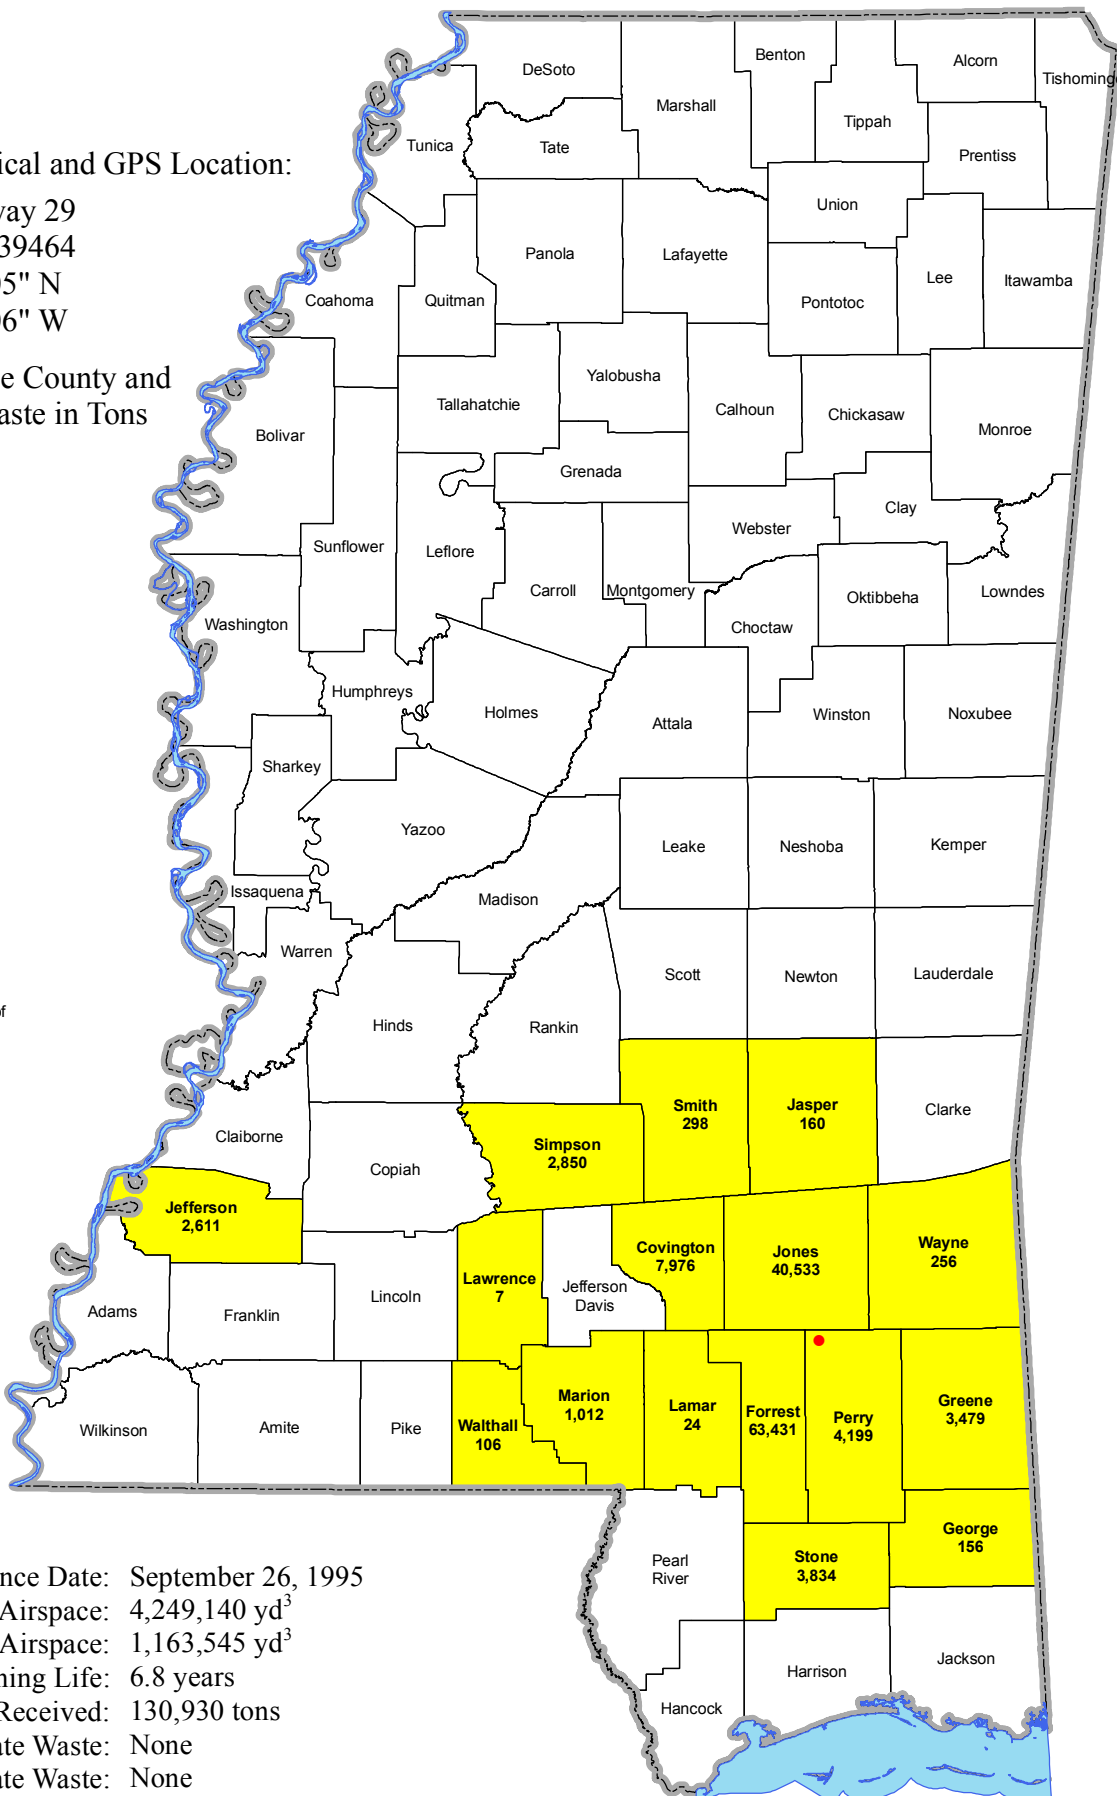 DeSoto
Marshall
Benton
Tippah
Alcorn
Tishoming
Tunica
Tate
Prentiss
ical and GPS Location:
Union
way 29
39464
05" N
06" W
Panola
Lafayette
Lee
Itawamba
Pontotoc
Coahoma
Quitman
e County and
aste in Tons
Yalobusha
Tallahatchie
Calhoun
Chickasaw
Monroe
Bolivar
Grenada
Clay
Webster
Sunflower
Leflore
Carroll
Montgomery
Oktibbeha
Lowndes
Washington
Choctaw
Humphreys
Holmes
Attala
Winston
Noxubee
Sharkey
Yazoo
Leake
Neshoba
Kemper
Issaquena
Madison
Warren
Scott
Newton
Lauderdale
of
Hinds
Rankin
Smith
298
Jasper
160
Clarke
Claiborne
Simpson
2,850
Copiah
Jefferson
2,611
Covington
7,976
Jones
40,533
Wayne
256
Lawrence
7
Jefferson
Davis
Lincoln
Adams
Franklin
Marion
1,012
Lamar
24
Forrest
63,431
Perry
4,199
Greene
3,479
Wilkinson
Amite
Pike
Walthall
106
George
156
Pearl
River
Stone
3,834
nce Date: September 26, 1995
Airspace: 4,249,140 yd³
Airspace: 1,163,545 yd³
ning Life: 6.8 years
Received: 130,930 tons
ate Waste: None
ate Waste: None
Harrison
Jackson
Hancock